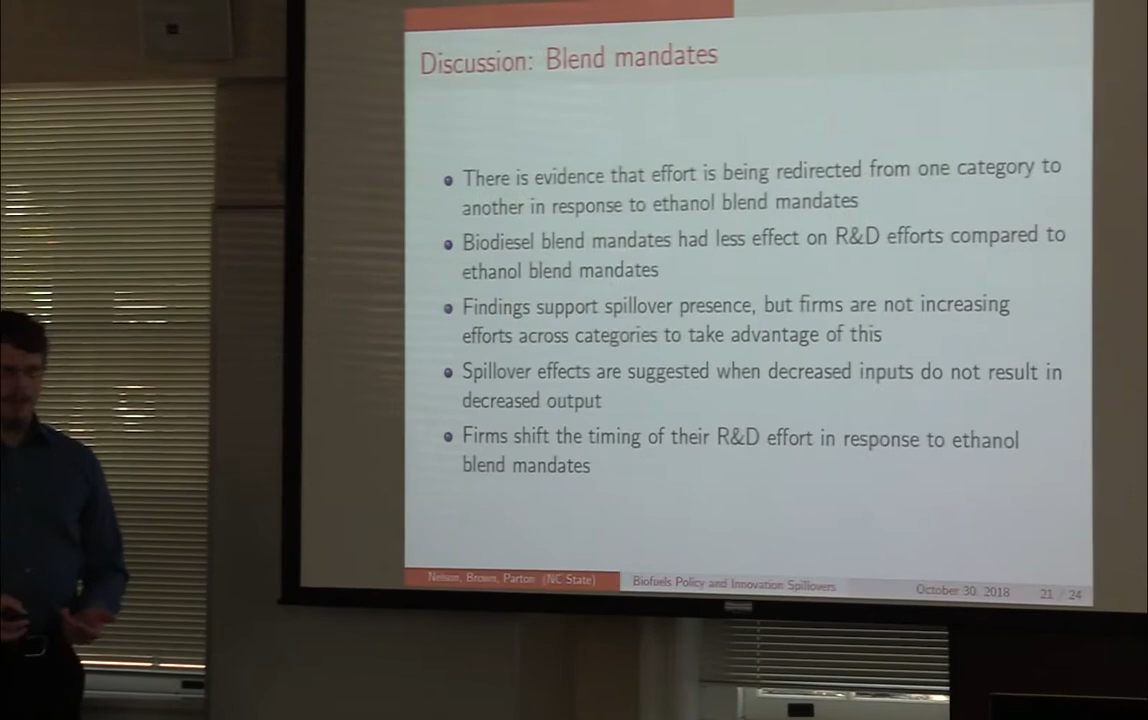 Discussion: Blend mandates
There is evidence that effort is being redirected from one category to
another in response to ethanol blend mandates
Biodiesel blend mandates had less effect on R&D efforts compared to
ethanol blend mandates
Findings support spillover presence, but firms are not increasing
efforts across categories to take advantage of this
Spillover effects are suggested when decreased inputs do not result in
decreased output
Firms shift the timing of their R&D effort in response to ethanol
blend mandates
Nelson, Brown, Parton (NC State)
Biofuels Policy and Innovation Spillovers
October 30, 2018
21 / 24